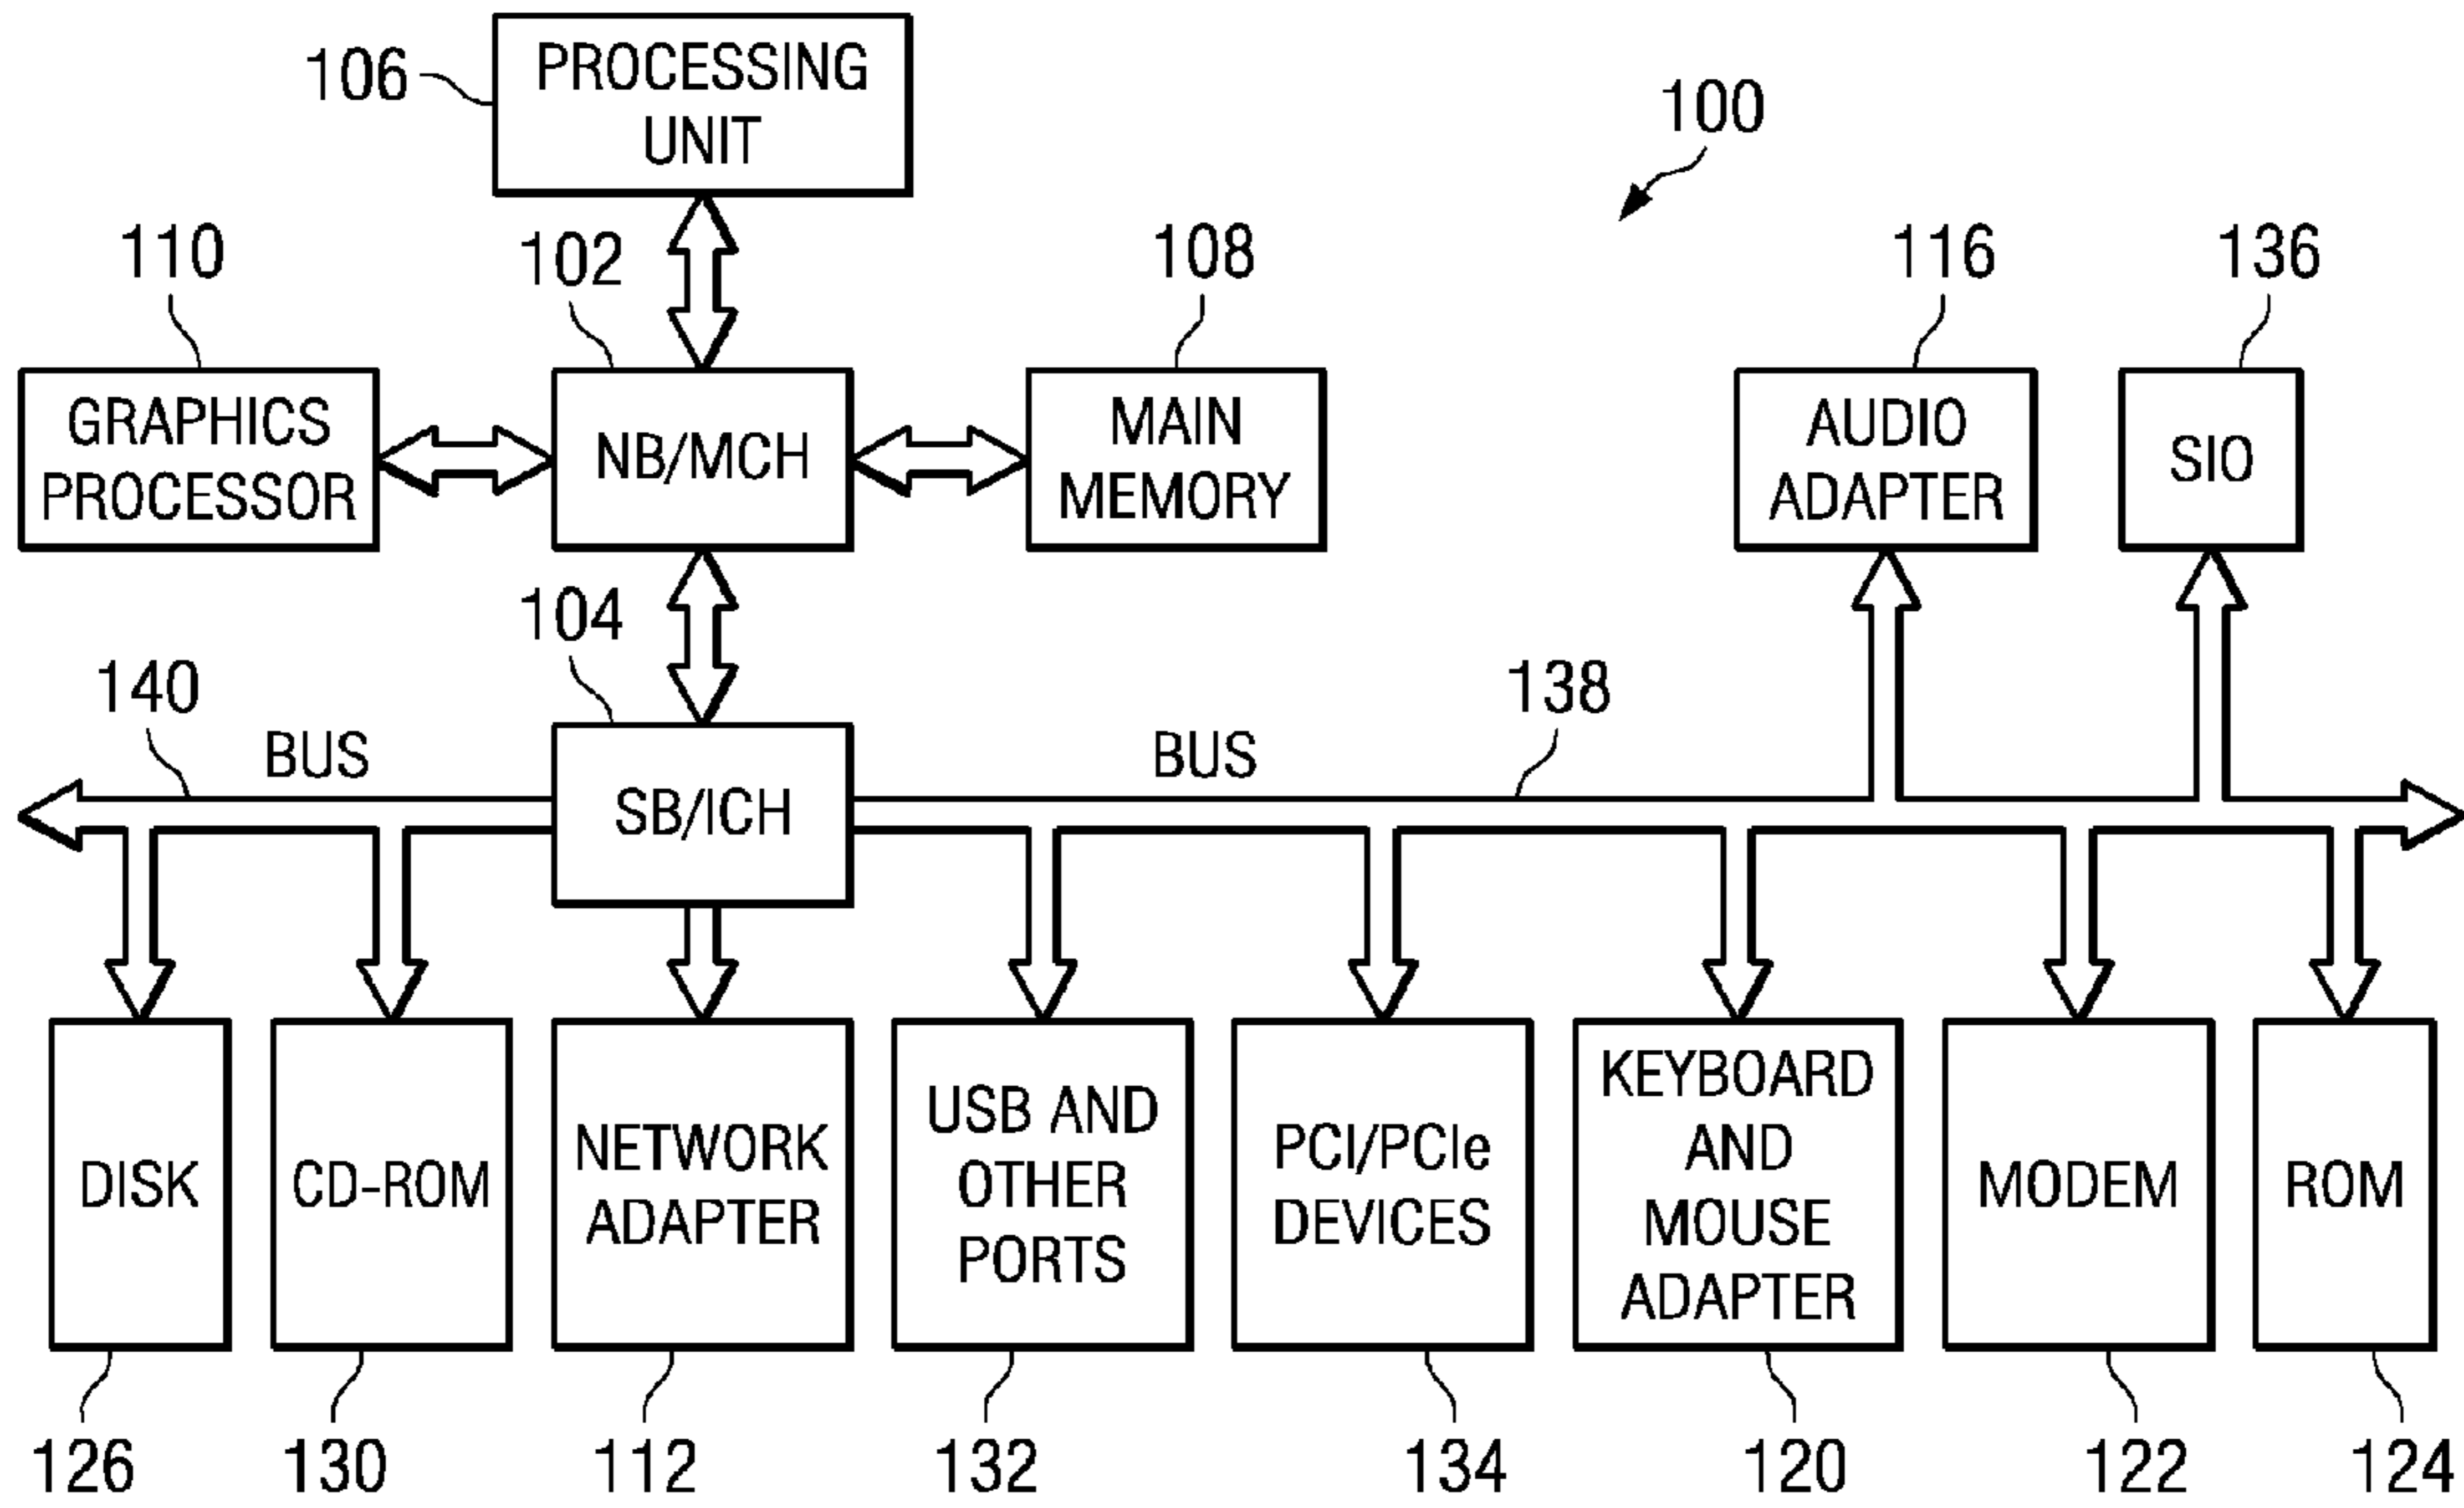 106
PROCESSING
UNIT
100
110
102
108
116
136
GRAPHICS
PROCESSOR
NB/MCH
MAIN
MEMORY
AUDIO
ADAPTER
SIO
104
140
BUS
SB/ICH
BUS
138
DISK
CD-ROM
NETWORK
ADAPTER
USB AND
OTHER
PORTS
PCI/PCIe
DEVICES
KEYBOARD
AND
MOUSE
ADAPTER
MODEM
ROM
126
130
112
132
134
120
122
124